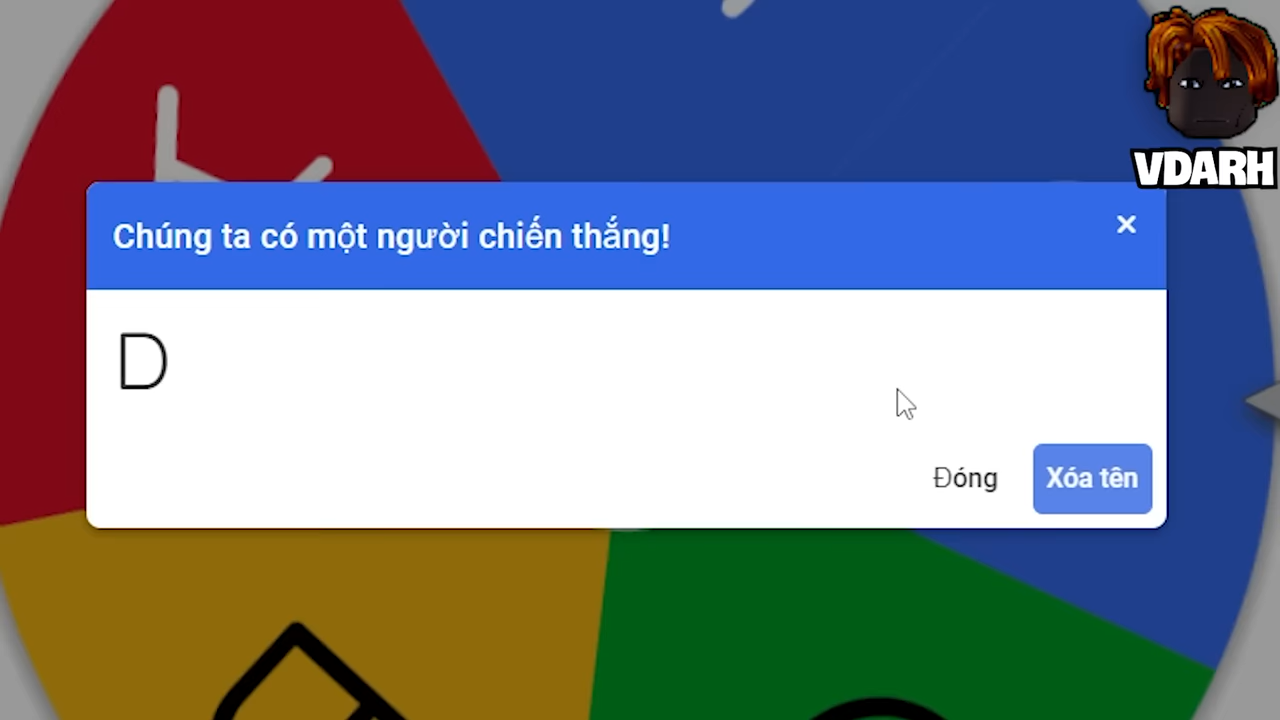 VDARH
Chúng ta có một người chiến thắng!
D
Đóng
Xóa tên